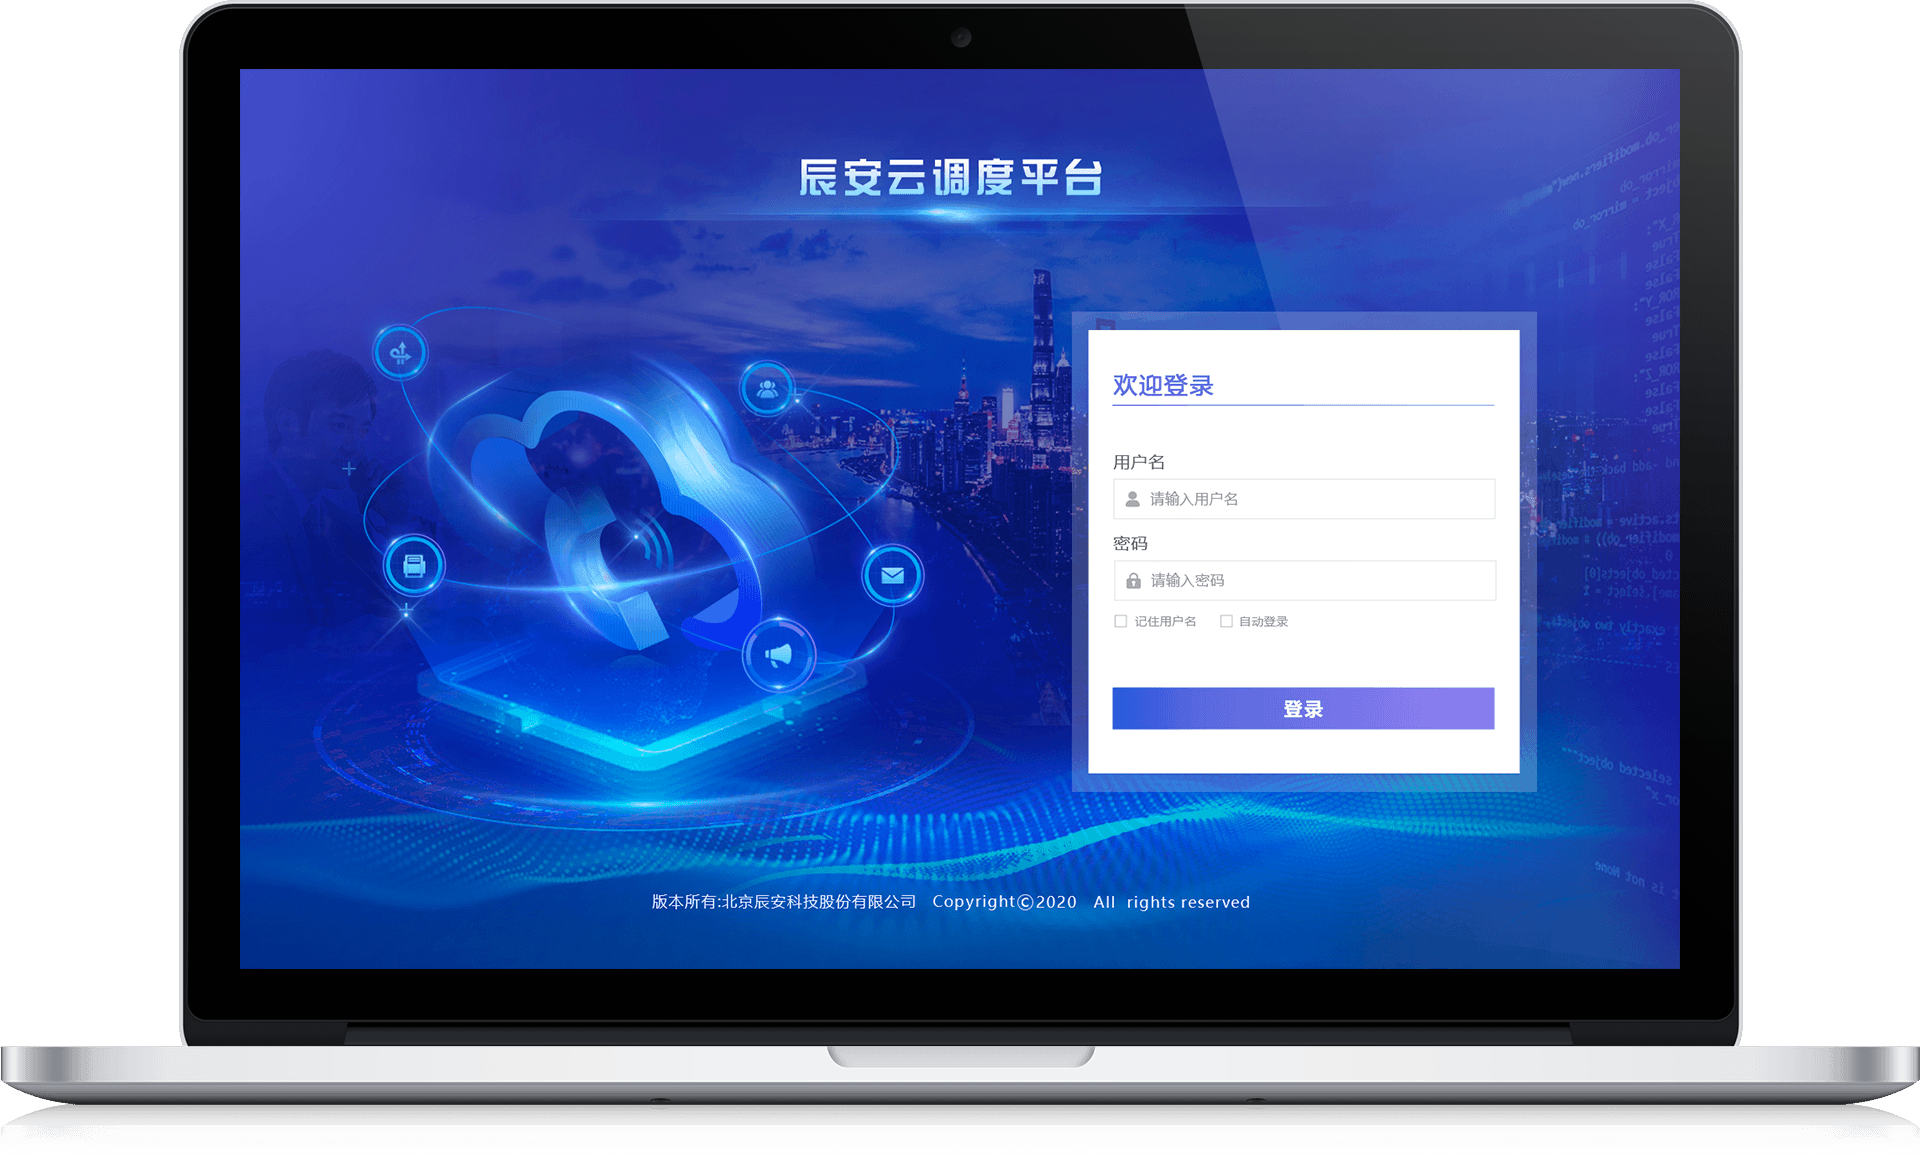 辰安云调度平台
欢迎登录
用户名
请输入用户名
密码
请输入密码
记住用户名 自动登录
登录
版本所有:北京辰安科技股份有限公司 Copyright©2020 All rights reserved